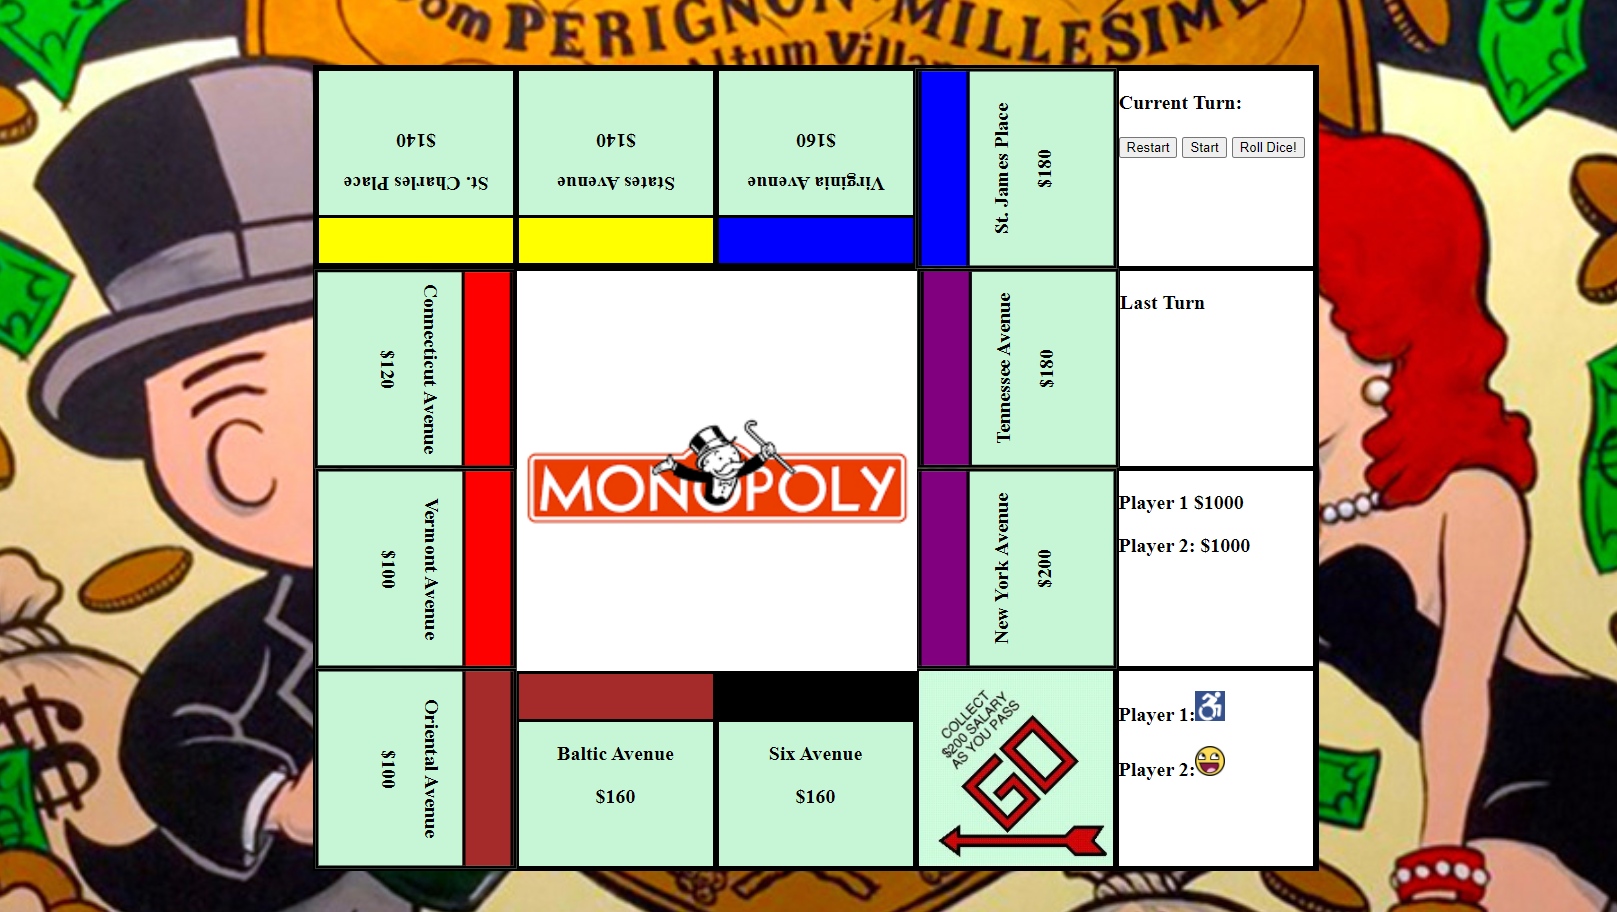 om PERIGNON MILLESIM
Altum Villar
$140
St. Charles Place
$140
States Avenue
$160
Virginia Avenue
St. James Place
$180
Current Turn:
Restart Start Roll Dice!
Connecticut Avenue
$120
MONOPOLY
Tennessee Avenue
$180
Last Turn
Vermont Avenue
$100
New York Avenue
$200
Player 1 $1000
Player 2: $1000
$
Oriental Avenue
$100
Baltic Avenue
$160
Six Avenue
$160
COLLECT
$200 SALARY
AS YOU PASS
GO
Player 1:
Player 2: